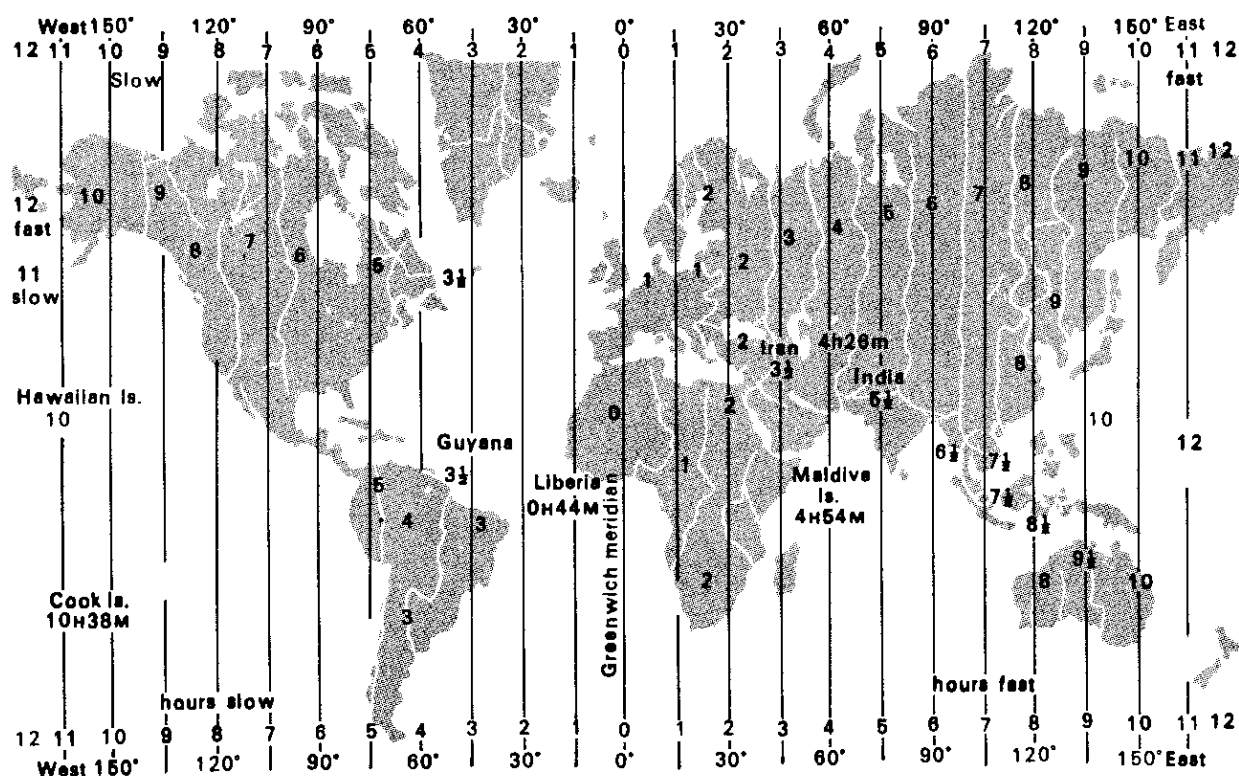 West 150° 120° 90° 60° 30° 0° 30° 60° 90° 120° 150° East
12 11 10 9 8 7 6 5 4 3 2 1 0 1 2 3 4 5 6 7 8 9 10 11 12
Slow fast
10 9 2 8 9 10 11 12
12 fast
8 7 6 5 1 1 2 3 4 5 6 7
11 slow
3½
9
2 Iran 3½ 4h26m India 5½ 8
Hawaiian Is. 10
0 2 10
12
Guyana 3½
6½ 7½
Liberia 0H44M
1
Maldive Is. 4H54M
7½
5 4 3
8½
Greenwich meridian
2 8 9½ 10
Cook Is. 10H38M
3
hours slow hours fast
12 11 10 9 8 7 6 5 4 3 2 1 0 1 2 3 4 5 6 7 8 9 10 11 12
West 150° 120° 90° 60° 30° 0° 30° 60° 90° 120° 150° East